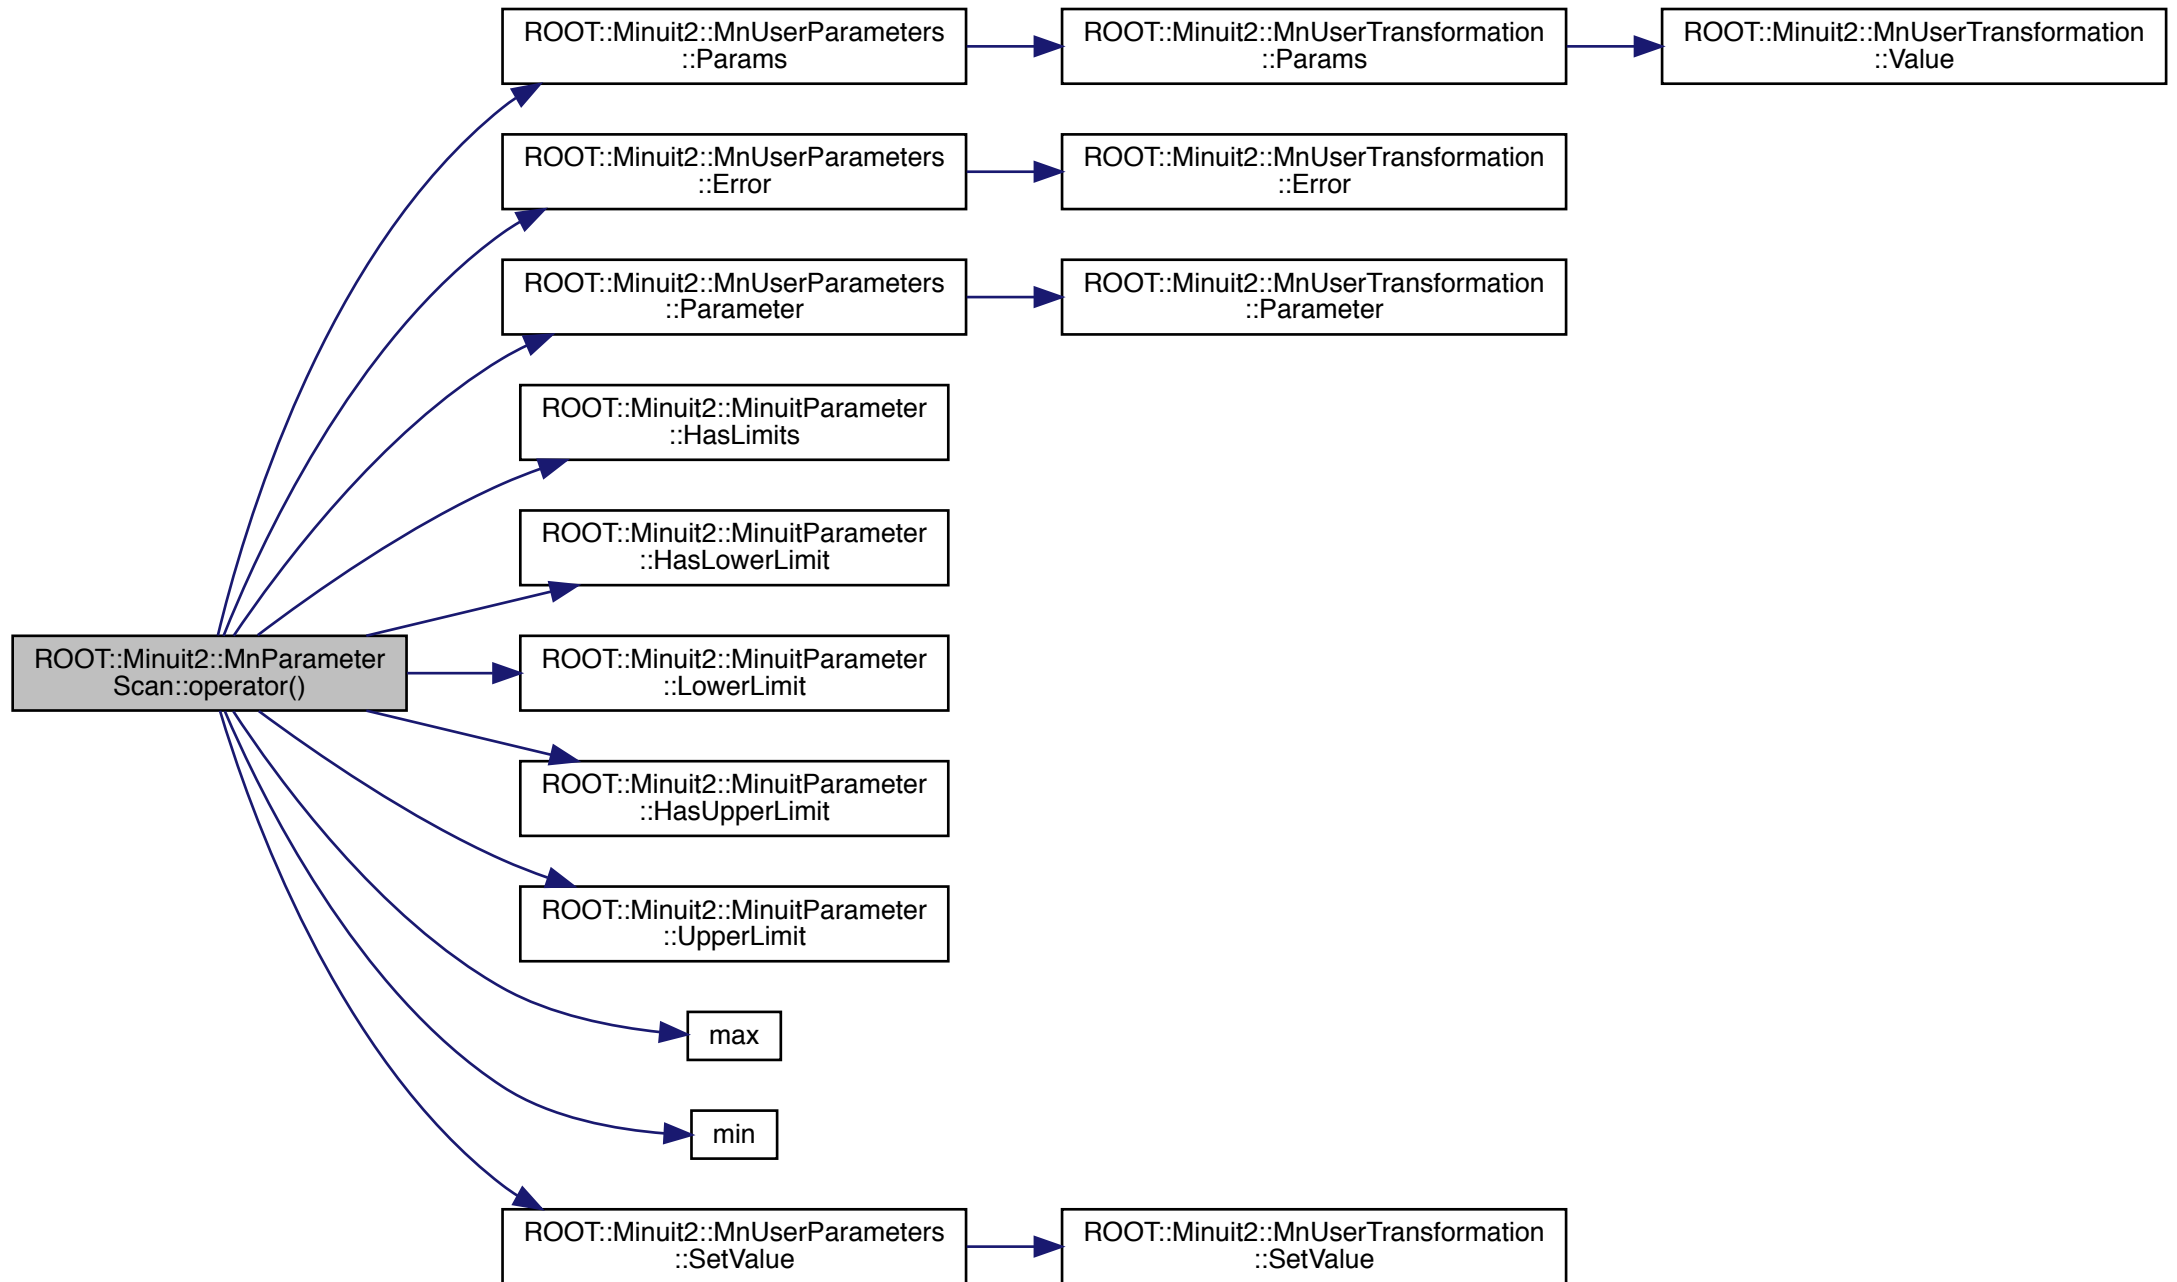 ROOT::Minuit2::MnUserParameters
::Params
ROOT::Minuit2::MnUserTransformation
::Params
ROOT::Minuit2::MnUserTransformation
::Value
ROOT::Minuit2::MnUserParameters
::Error
ROOT::Minuit2::MnUserTransformation
::Error
ROOT::Minuit2::MnUserParameters
::Parameter
ROOT::Minuit2::MnUserTransformation
::Parameter
ROOT::Minuit2::MinuitParameter
::HasLimits
ROOT::Minuit2::MinuitParameter
::HasLowerLimit
ROOT::Minuit2::MnParameter
Scan::operator()
ROOT::Minuit2::MinuitParameter
::LowerLimit
ROOT::Minuit2::MinuitParameter
::HasUpperLimit
ROOT::Minuit2::MinuitParameter
::UpperLimit
max
min
ROOT::Minuit2::MnUserParameters
::SetValue
ROOT::Minuit2::MnUserTransformation
::SetValue